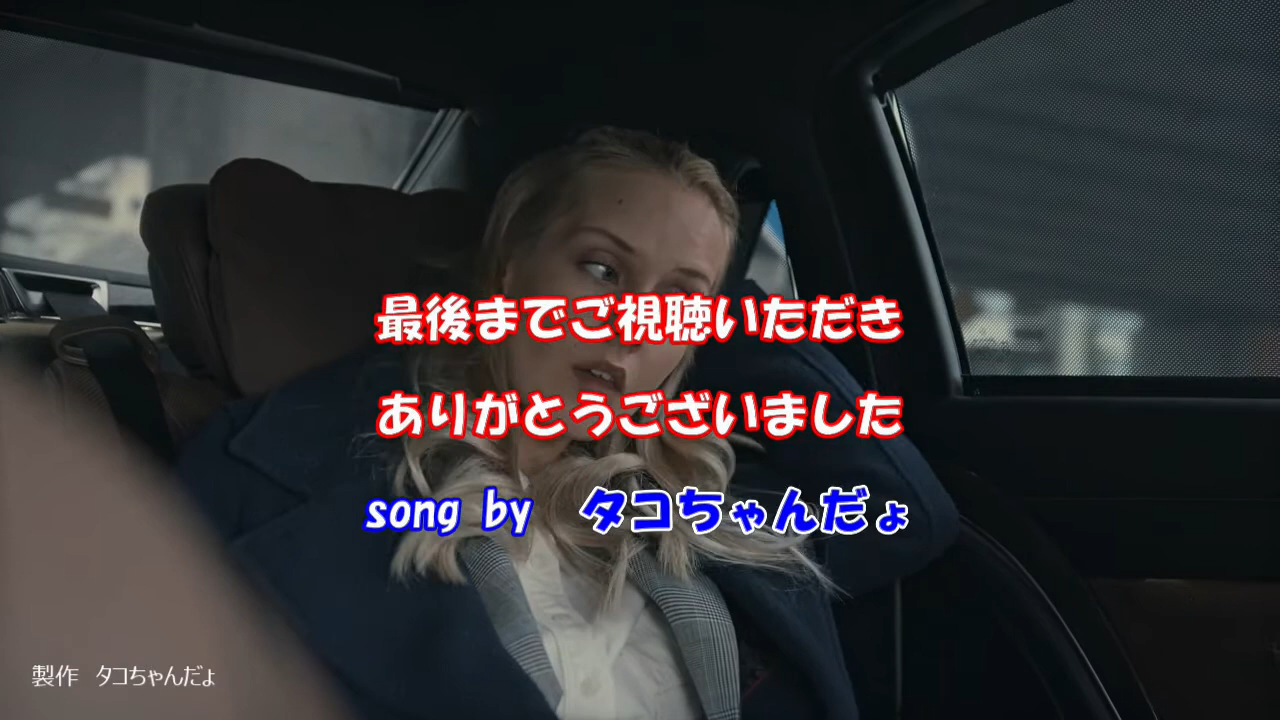 最後までご視聴いただき
ありがとうございました
song by　タコちゃんだょ
製作　タコちゃんだょ